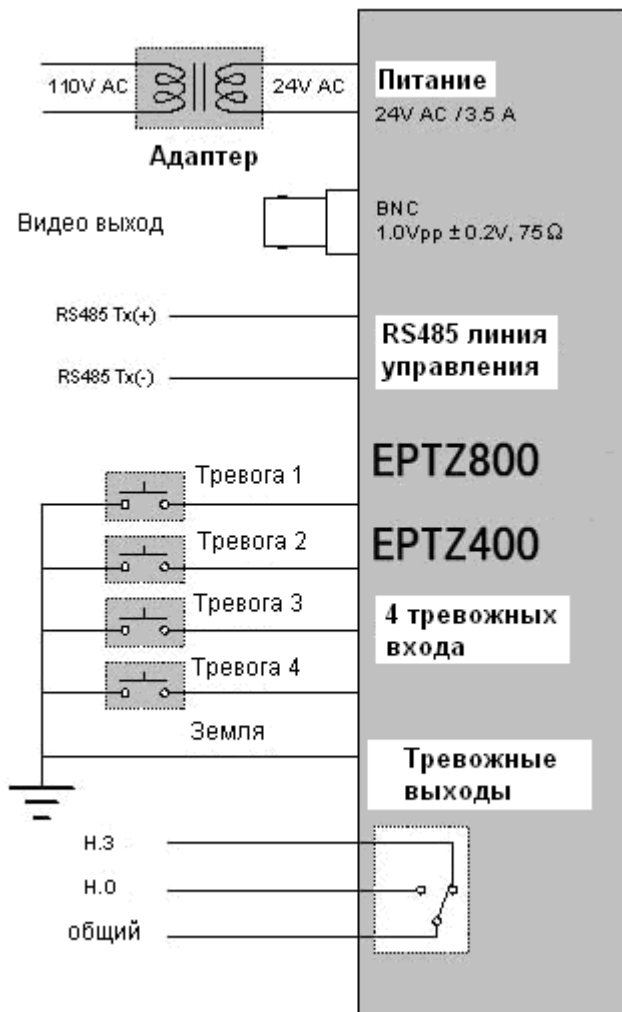 110V AC
24V AC
Питание
24V AC /3.5 A
Адаптер
Видео выход
BNC
1.0Vpp ± 0.2V, 75 Ω
RS485 Tx(+)
RS485 Tx(-)
RS485 линия
управления
EPTZ800
EPTZ400
Тревога 1
Тревога 2
Тревога 3
Тревога 4
4 тревожных
входа
Земля
Тревожные
выходы
Н.З
Н.О
общий